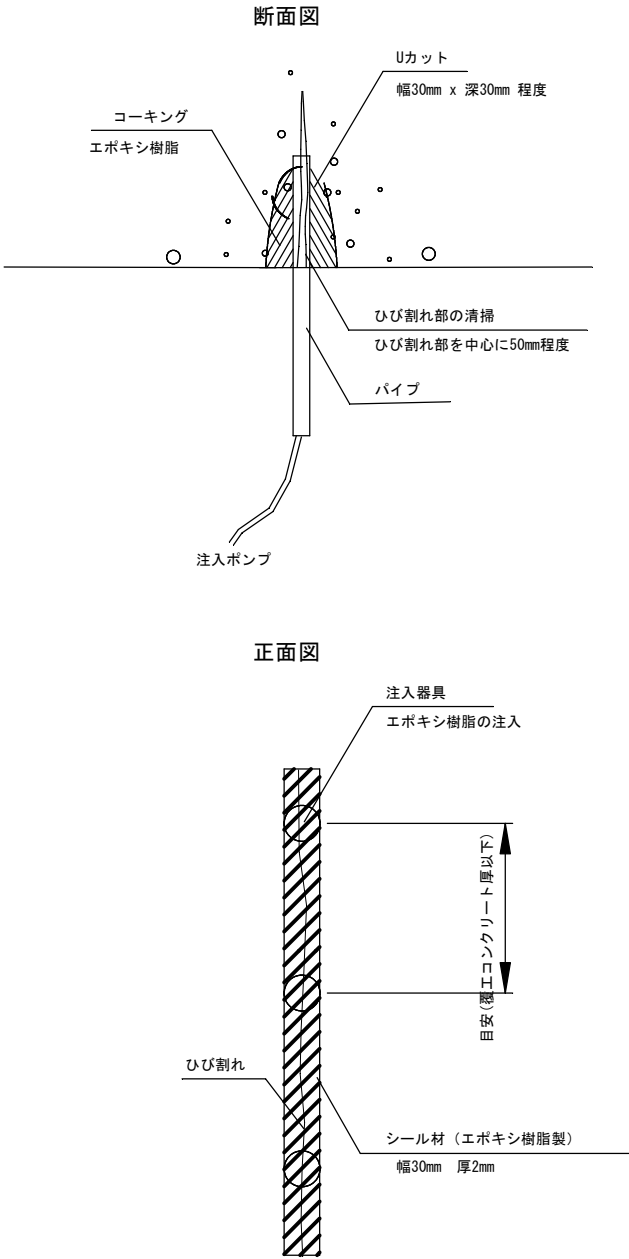 断面図
Uカット
幅30mm x 深30mm 程度
コーキング
エポキシ樹脂
ひび割れ部の清掃
ひび割れ部を中心に50mm程度
パイプ
注入ポンプ
正面図
注入器具
エポキシ樹脂の注入
目安(覆工コンクリート厚以下)
ひび割れ
シール材（エポキシ樹脂製）
幅30mm 厚2mm